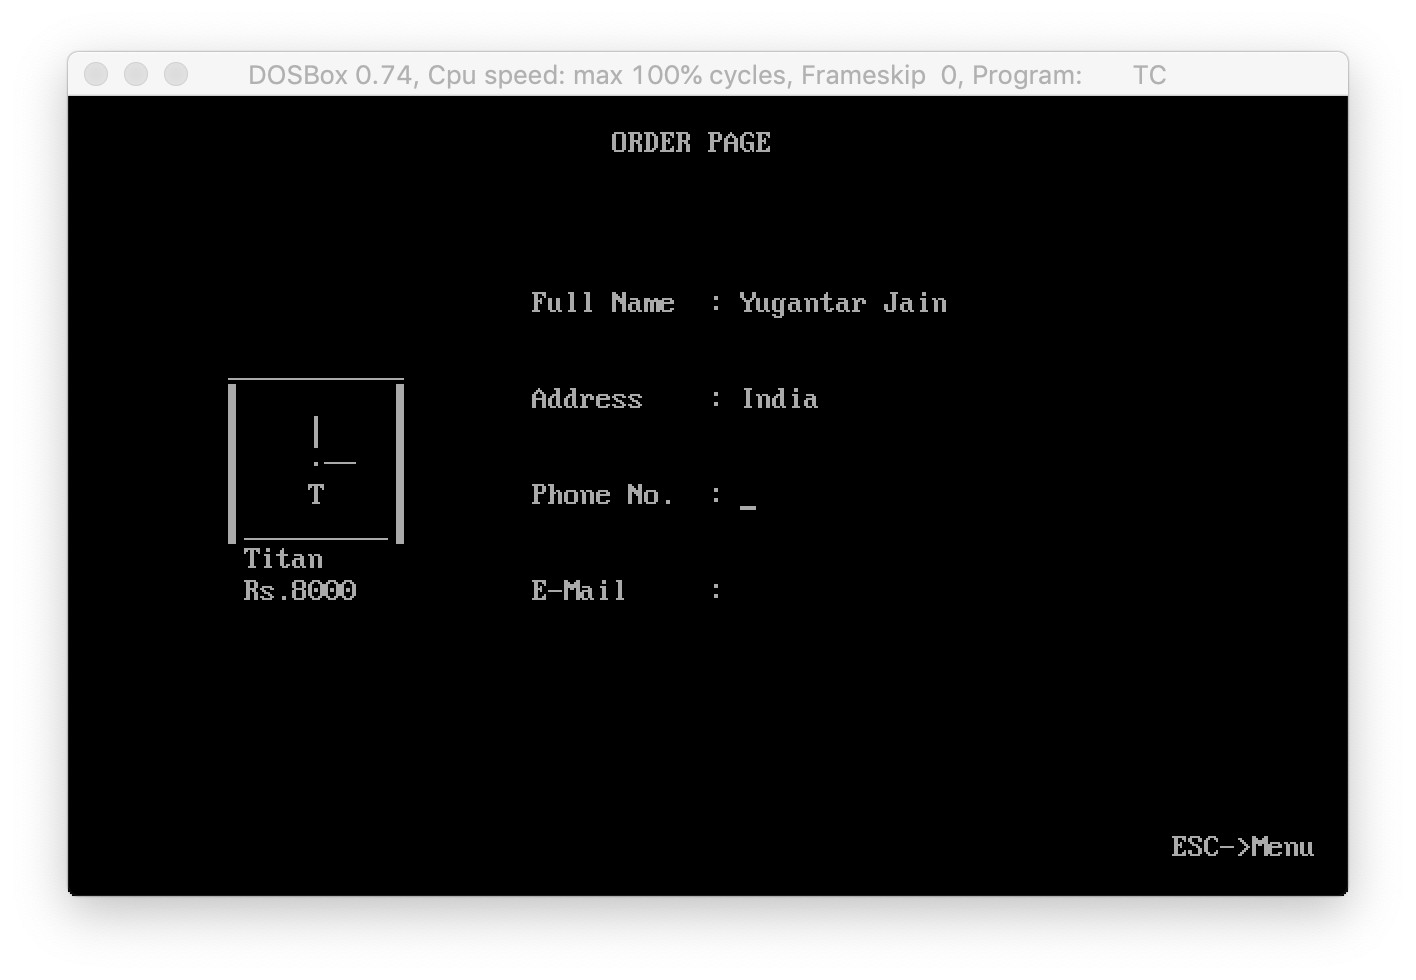 DOSBox 0.74, Cpu speed: max 100% cycles, Frameskip 0, Program: TC
ORDER PAGE
Full Name : Yugantar Jain
Address : India
T
Phone No. : _
Titan
Rs.8000
E-Mail :
ESC->Menu